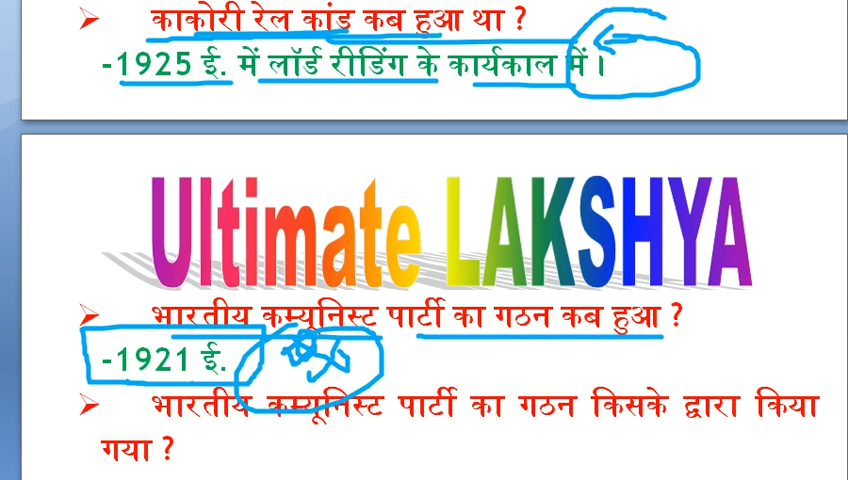 काकोरी रेल कांड कब हुआ था ?
-1925 ई. में लॉर्ड रीडिंग के कार्यकाल में।
Ultimate LAKSHYA
भारतीय कम्यूनिस्ट पार्टी का गठन कब हुआ ?
-1921 ई.
भारतीय कम्यूनिस्ट पार्टी का गठन किसके द्वारा किया
गया ?